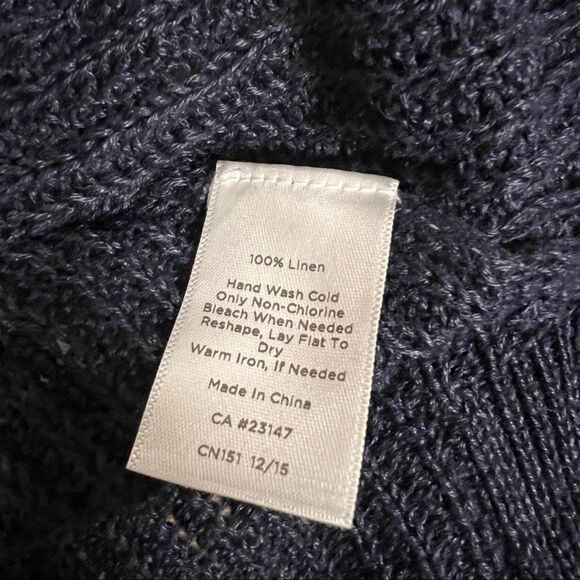 100% Linen
Hand Wash Cold
Only Non-Chlorine
Bleach When Needed
Reshape, Lay Flat To
Dry
Warm Iron, If Needed
Made In China
CA #23147
CN151 12/15